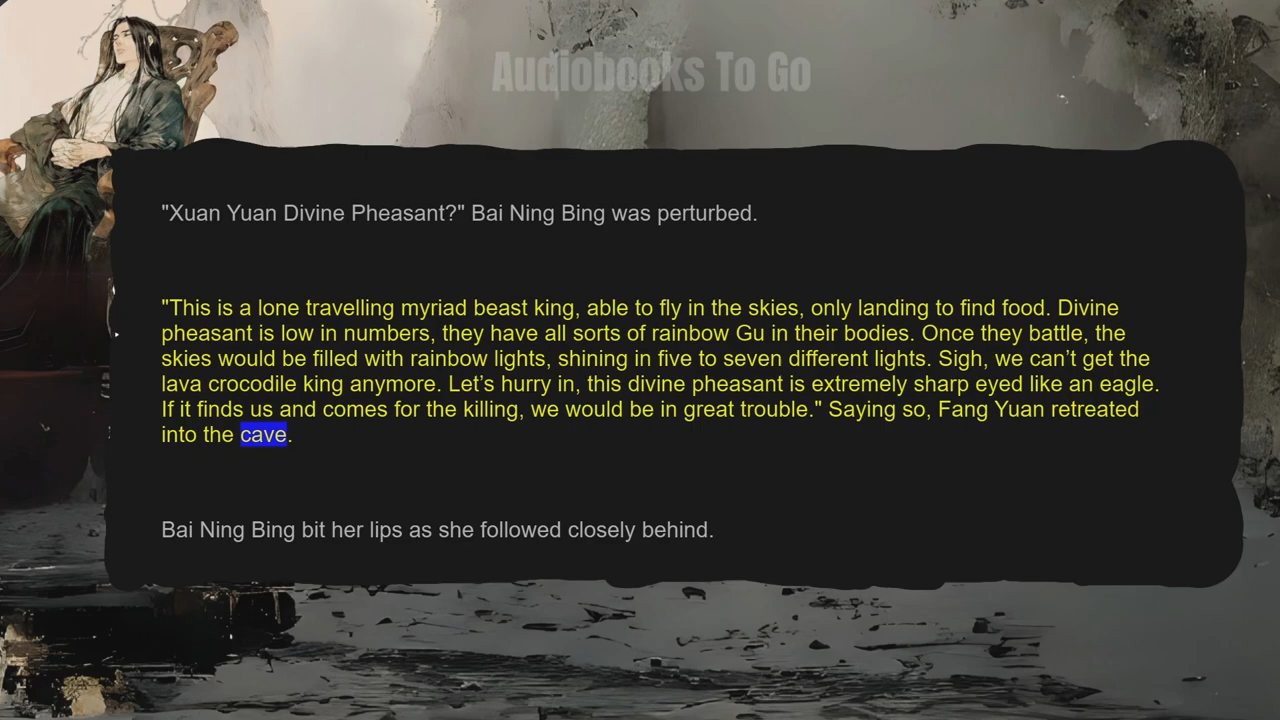 Audiobooks To Go
"Xuan Yuan Divine Pheasant?" Bai Ning Bing was perturbed.
"This is a lone travelling myriad beast king, able to fly in the skies, only landing to find food. Divine
pheasant is low in numbers, they have all sorts of rainbow Gu in their bodies. Once they battle, the
skies would be filled with rainbow lights, shining in five to seven different lights. Sigh, we can’t get the
lava crocodile king anymore. Let’s hurry in, this divine pheasant is extremely sharp eyed like an eagle.
If it finds us and comes for the killing, we would be in great trouble." Saying so, Fang Yuan retreated
into the cave.
Bai Ning Bing bit her lips as she followed closely behind.